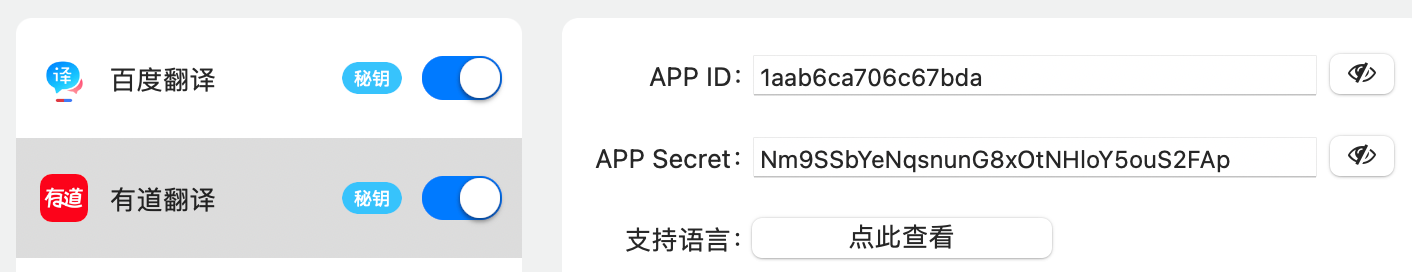 译
百度翻译
秘钥
有道
有道翻译
秘钥
APP ID：
1aab6ca706c67bda
APP Secret：
Nm9SSbYeNqsnunG8xOtNHloY5ouS2FAp
支持语言：
点此查看